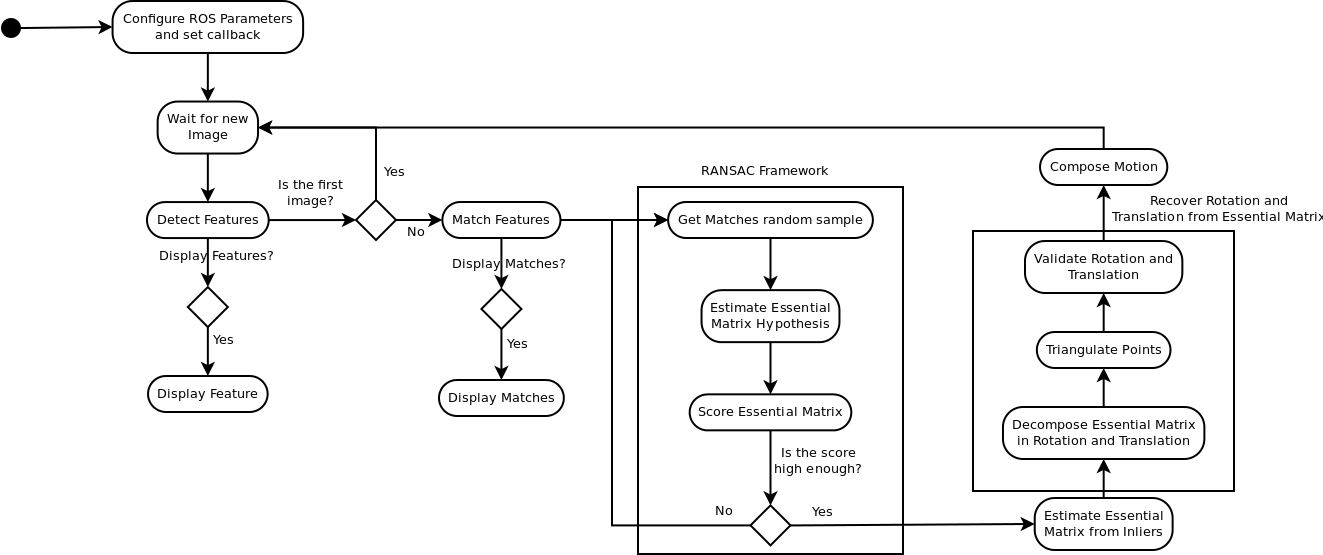 Configure ROS Parameters
and set callback
Wait for new
Image
Detect Features
Is the first
image?
Yes
No
Display Features?
Yes
Display Feature
Match Features
Display Matches?
Yes
Display Matches
RANSAC Framework
Get Matches random sample
Estimate Essential
Matrix Hypothesis
Score Essential Matrix
Is the score
high enough?
No
Yes
Estimate Essential
Matrix from Inliers
Decompose Essential Matrix
in Rotation and Translation
Triangulate Points
Validate Rotation and
Translation
Recover Rotation and
Translation from Essential Matrix
Compose Motion